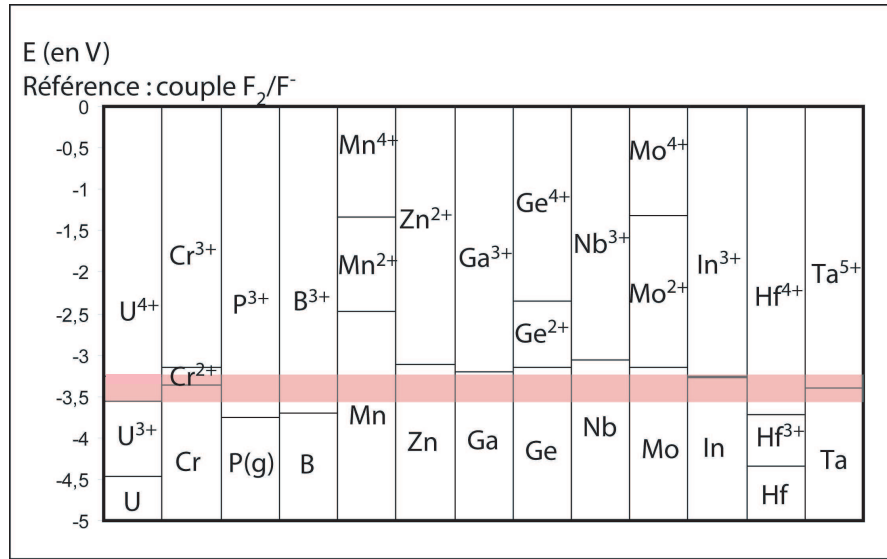 E (en V)
Référence : couple F₂/F⁻
0
-0,5
-1
-1,5
-2
-2,5
-3
-3,5
-4
-4,5
-5
U⁴⁺
U³⁺
U
Cr³⁺
Cr²⁺
Cr
P³⁺
P(g)
B³⁺
B
Mn⁴⁺
Mn²⁺
Mn
Zn²⁺
Zn
Ga³⁺
Ga
Ge⁴⁺
Ge²⁺
Ge
Nb³⁺
Nb
Mo⁴⁺
Mo²⁺
Mo
In³⁺
In
Hf⁴⁺
Hf³⁺
Hf
Ta⁵⁺
Ta